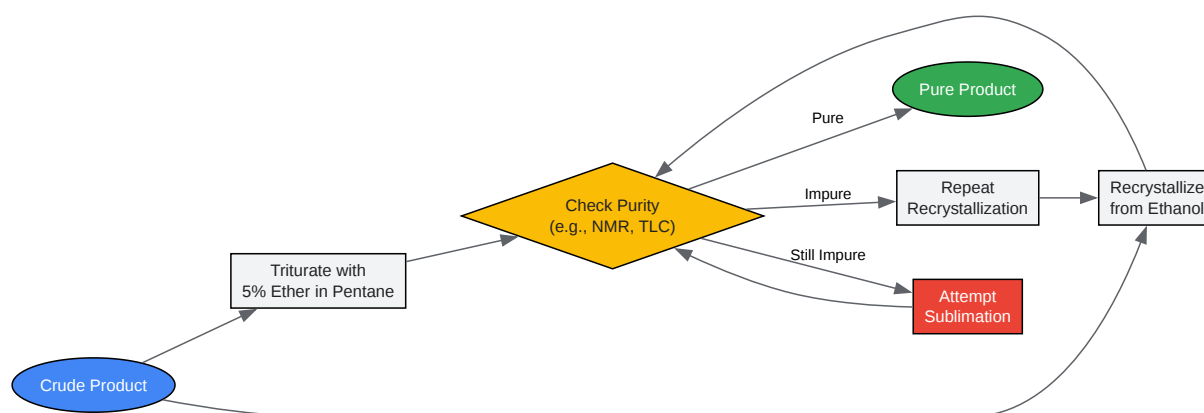 Pure Product
Pure
Check Purity
(e.g., NMR, TLC)
Impure
Repeat
Recrystallization
Recrystallize
from Ethanol
Still Impure
Triturate with
5% Ether in Pentane
Attempt
Sublimation
Crude Product